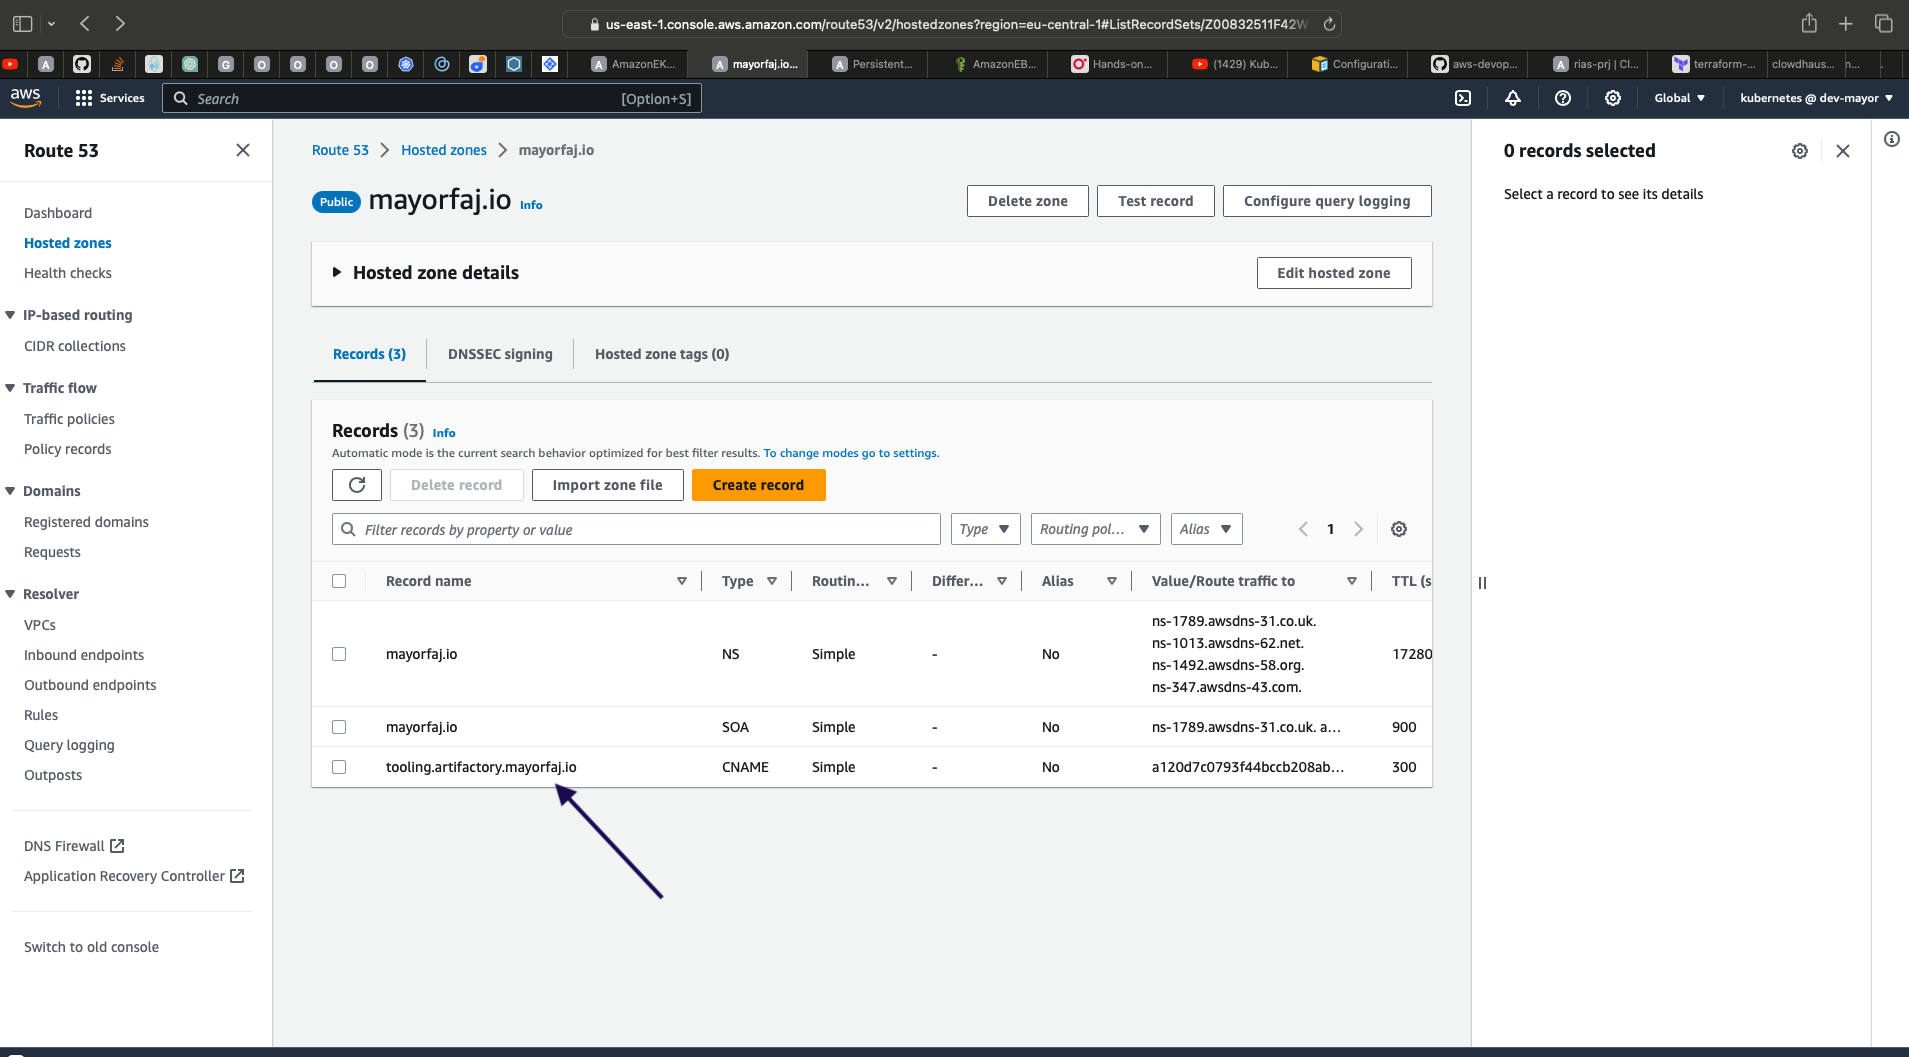 us-east-1.console.aws.amazon.com/route53/v2/hostedzones?region=eu-central-1#ListRecordSets/Z00832511F42W
AmazonEK...
mayorfaj.io...
Persistent...
AmazonEB...
Hands-on...
(1429) Kub...
Configurati...
aws-devop...
rias-prj | Cl...
terraform-...
clowdhaus...
aws
Services
Search
[Option+S]
Global
kubernetes @ dev-mayor
Route 53
Dashboard
Hosted zones
Health checks
IP-based routing
CIDR collections
Traffic flow
Traffic policies
Policy records
Domains
Registered domains
Requests
Resolver
VPCs
Inbound endpoints
Outbound endpoints
Rules
Query logging
Outposts
DNS Firewall
Application Recovery Controller
Switch to old console
Route 53 > Hosted zones > mayorfaj.io
Public mayorfaj.io Info
Delete zone
Test record
Configure query logging
Hosted zone details
Edit hosted zone
Records (3)
DNSSEC signing
Hosted zone tags (0)
Records (3) Info
Automatic mode is the current search behavior optimized for best filter results. To change modes go to settings.
Delete record
Import zone file
Create record
Filter records by property or value
Type
Routing pol...
Alias
1
Record name Type Routin... Differ... Alias Value/Route traffic to TTL (s
mayorfaj.io NS Simple - No
ns-1789.awsdns-31.co.uk.
ns-1013.awsdns-62.net.
ns-1492.awsdns-58.org.
ns-347.awsdns-43.com.
17280
mayorfaj.io SOA Simple - No ns-1789.awsdns-31.co.uk. a... 900
tooling.artifactory.mayorfaj.io CNAME Simple - No a120d7c0793f44bccb208ab... 300
0 records selected
Select a record to see its details